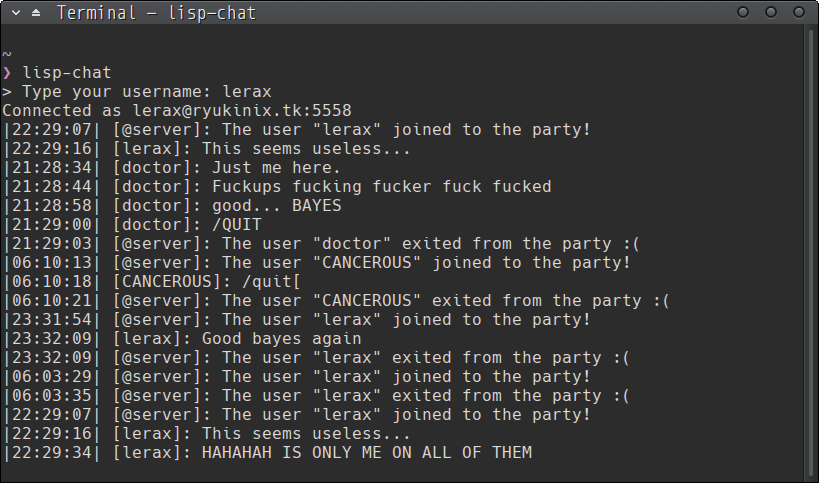 Terminal - lisp-chat
~
❯ lisp-chat
> Type your username: lerax
Connected as lerax@ryukinix.tk:5558
|22:29:07| [@server]: The user "lerax" joined to the party!
|22:29:16| [lerax]: This seems useless...
|21:28:34| [doctor]: Just me here.
|21:28:44| [doctor]: Fuckups fucking fucker fuck fucked
|21:28:58| [doctor]: good... BAYES
|21:29:00| [doctor]: /QUIT
|21:29:03| [@server]: The user "doctor" exited from the party :(
|06:10:13| [@server]: The user "CANCEROUS" joined to the party!
|06:10:18| [CANCEROUS]: /quit[
|06:10:21| [@server]: The user "CANCEROUS" exited from the party :(
|23:31:54| [@server]: The user "lerax" joined to the party!
|23:32:09| [lerax]: Good bayes again
|23:32:09| [@server]: The user "lerax" exited from the party :(
|06:03:29| [@server]: The user "lerax" joined to the party!
|06:03:35| [@server]: The user "lerax" exited from the party :(
|22:29:07| [@server]: The user "lerax" joined to the party!
|22:29:16| [lerax]: This seems useless...
|22:29:34| [lerax]: HAHAHAH IS ONLY ME ON ALL OF THEM